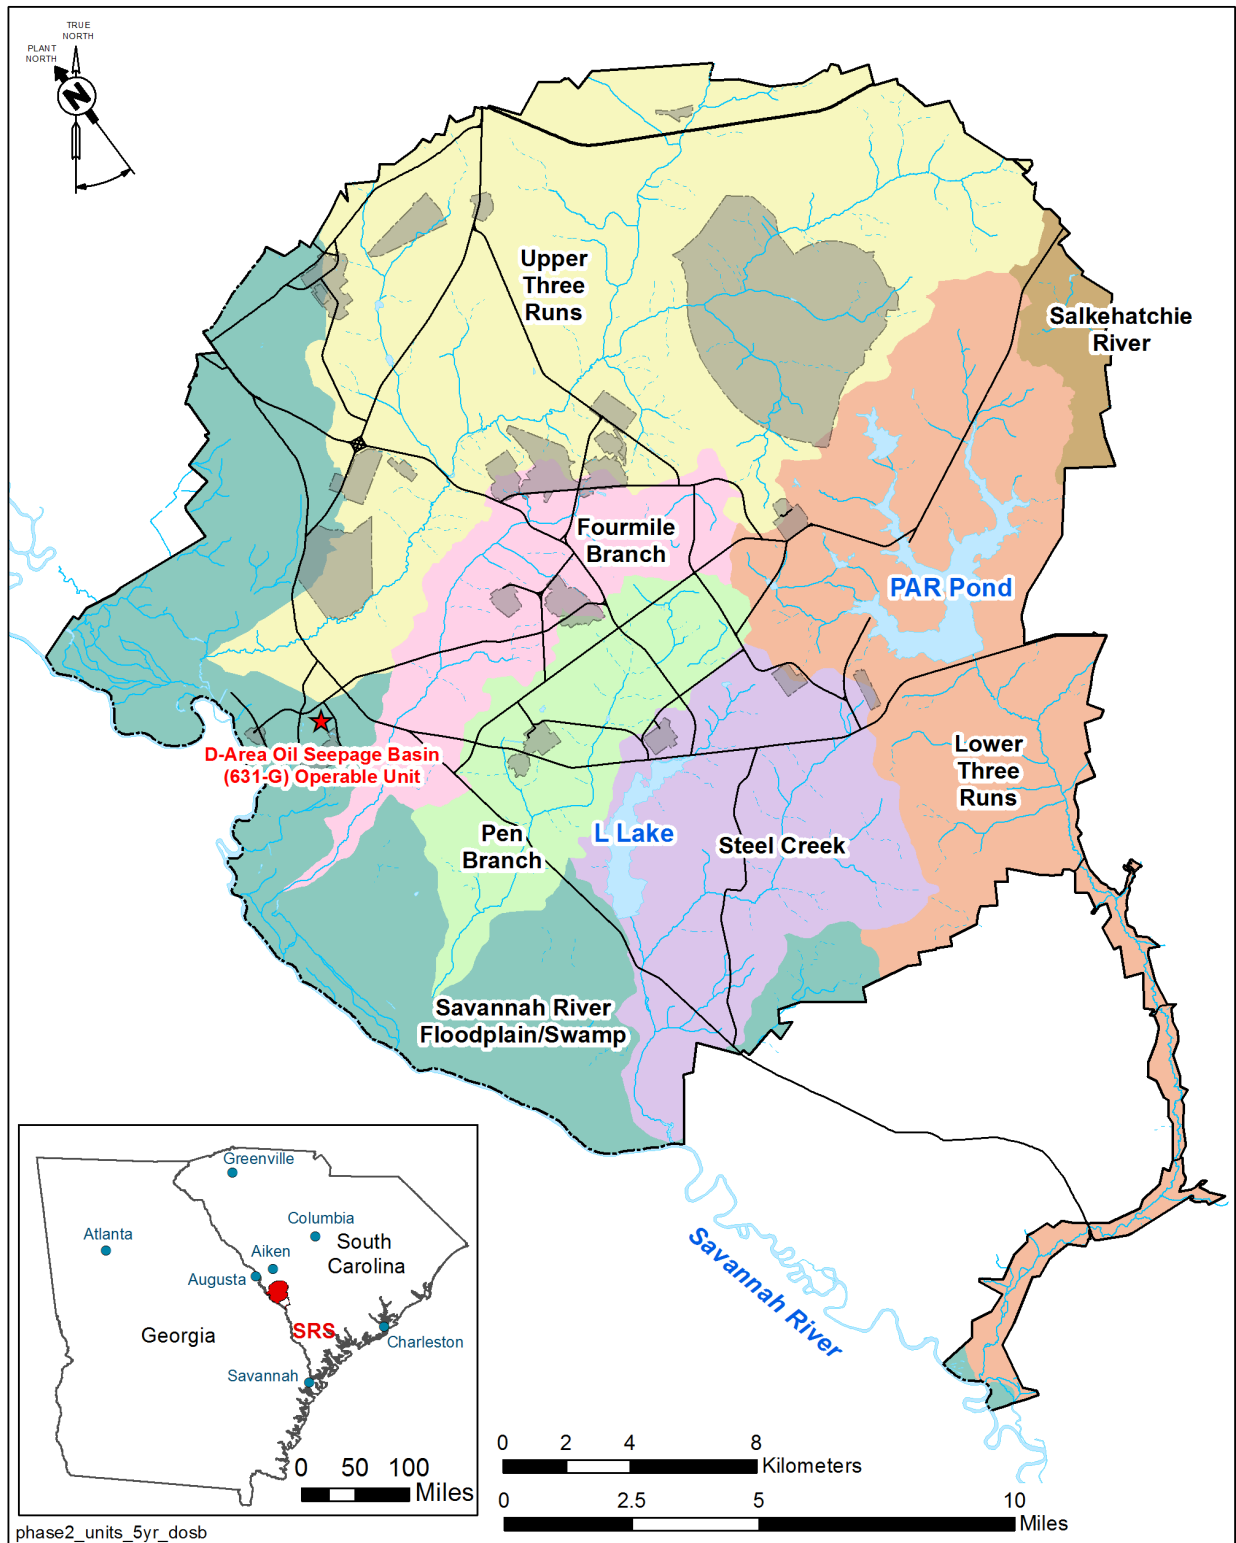 TRUE
NORTH
PLANT
NORTH
N
Upper
Three
Runs
Salkehatchie
River
Fourmile
Branch
PAR Pond
D-Area Oil Seepage Basin
(631-G) Operable Unit
Lower
Three
Runs
Pen
Branch
L Lake
Steel Creek
Savannah River
Floodplain/Swamp
Savannah River
Greenville
Atlanta
Columbia
South
Carolina
Aiken
Augusta
Georgia
SRS
Charleston
Savannah
0 50 100
Miles
0 2 4 8
Kilometers
0 2.5 5 10
Miles
phase2_units_5yr_dosb